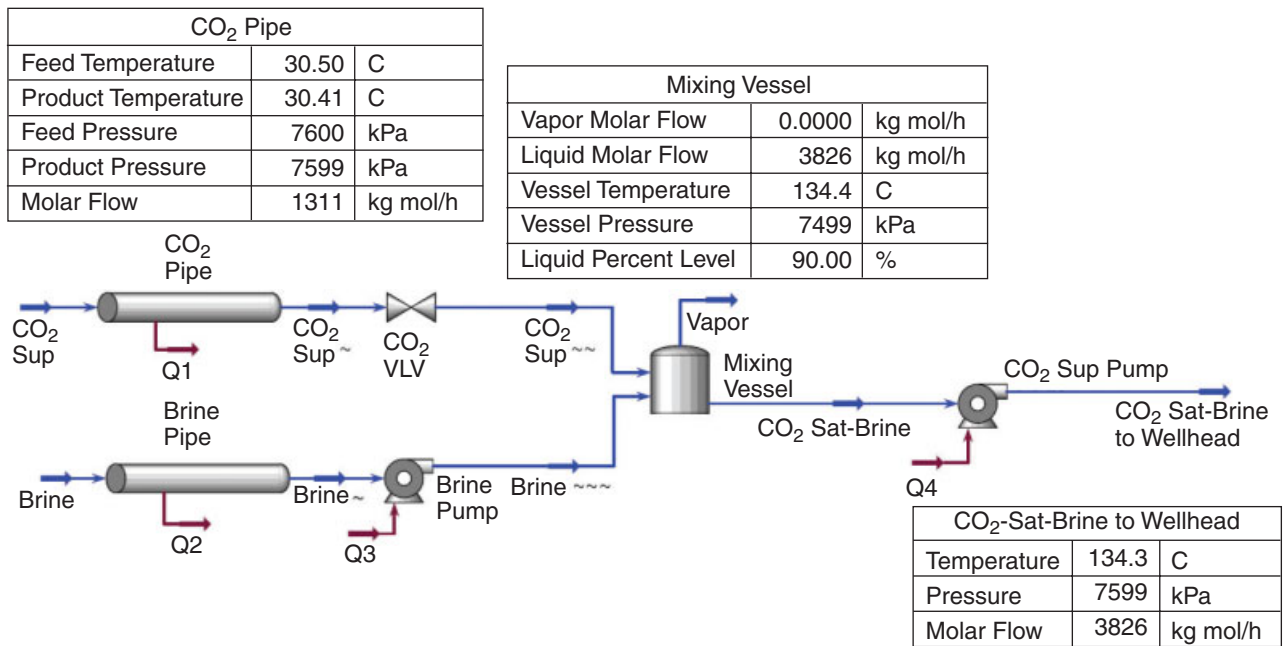 CO2 Pipe
Feed Temperature 30.50 C
Product Temperature 30.41 C
Feed Pressure 7600 kPa
Product Pressure 7599 kPa
Molar Flow 1311 kg mol/h
Mixing Vessel
Vapor Molar Flow 0.0000 kg mol/h
Liquid Molar Flow 3826 kg mol/h
Vessel Temperature 134.4 C
Vessel Pressure 7499 kPa
Liquid Percent Level 90.00 %
CO2
Pipe
CO2
Sup
Q1
CO2
Sup ~
CO2
VLV
CO2
Sup ~~
Vapor
Mixing
Vessel
CO2 Sat-Brine
CO2 Sup Pump
CO2 Sat-Brine
to Wellhead
Q4
Brine
Pipe
Brine
Q2
Brine~
Q3
Brine
Pump
Brine ~~~
CO2-Sat-Brine to Wellhead
Temperature 134.3 C
Pressure 7599 kPa
Molar Flow 3826 kg mol/h